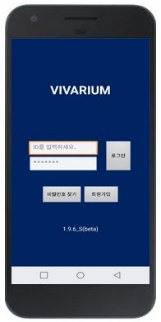 VIVARIUM
ID를 입력하세요.
*******
로그인
비밀번호 찾기
회원가입
1.9.6_S(beta)